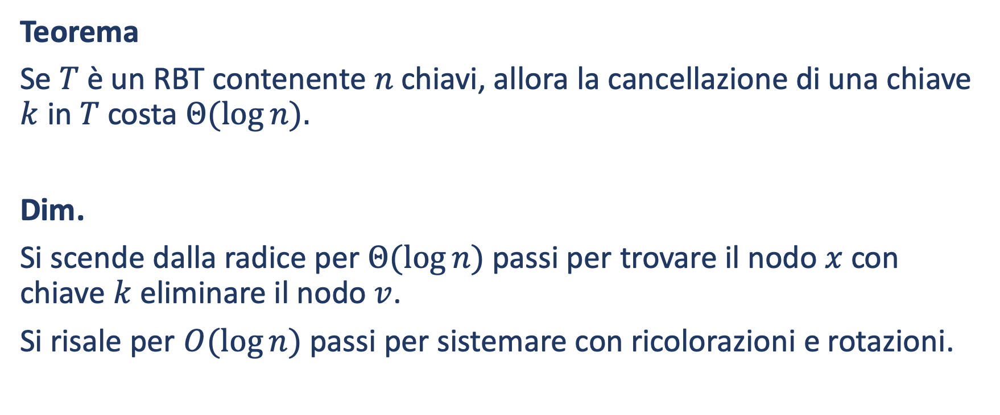 Teorema
Se T è un RBT contenente n chiavi, allora la cancellazione di una chiave
k in T costa Θ(log n).
Dim.
Si scende dalla radice per Θ(log n) passi per trovare il nodo x con
chiave k eliminare il nodo v.
Si risale per O(log n) passi per sistemare con ricolorazioni e rotazioni.